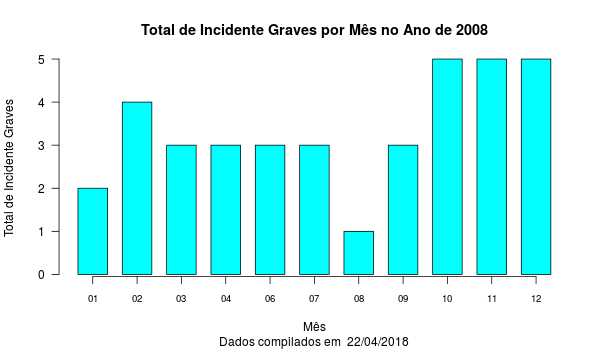 Total de Incidente Graves por Mês no Ano de 2008
Total de Incidente Graves
5
4
3
2
1
0
01 02 03 04 06 07 08 09 10 11 12
Mês
Dados compilados em 22/04/2018